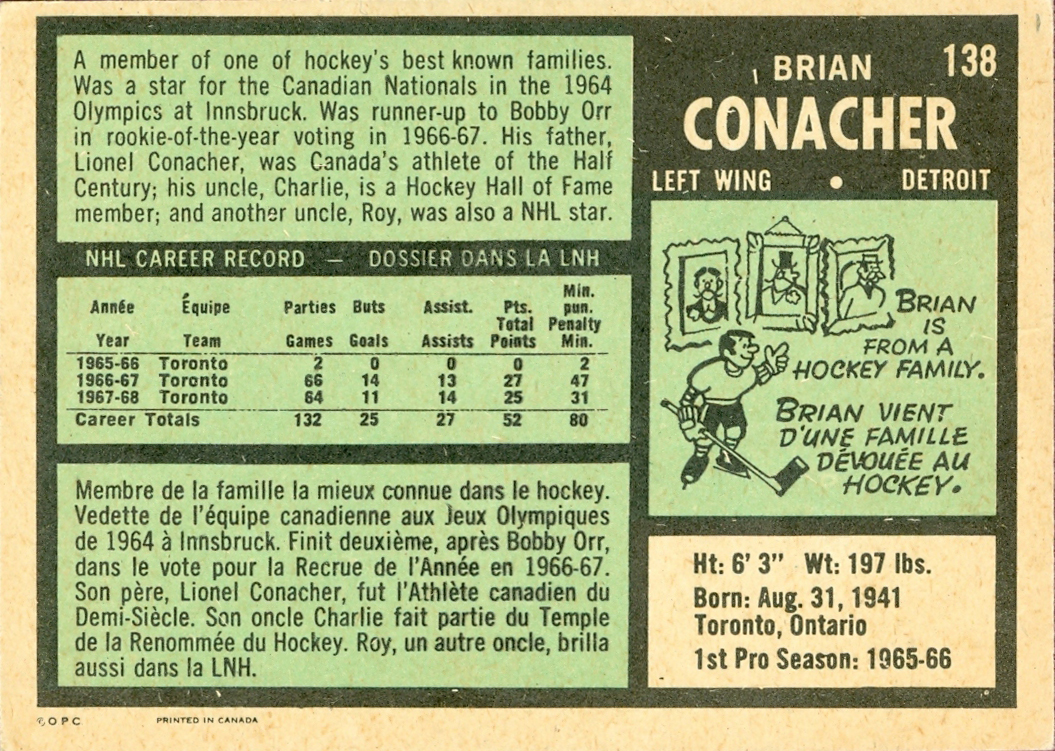 A member of one of hockey's best known families.
Was a star for the Canadian Nationals in the 1964
Olympics at Innsbruck. Was runner-up to Bobby Orr
in rookie-of-the-year voting in 1966-67. His father,
Lionel Conacher, was Canada's athlete of the Half
Century; his uncle, Charlie, is a Hockey Hall of Fame
member; and another uncle, Roy, was also a NHL star.
NHL CAREER RECORD — DOSSIER DANS LA LNH
Année Équipe Parties Buts Assist. Pts. Min. pun.
Year Team Games Goals Assists Total Points Penalty Min.
1965-66 Toronto 2 0 0 0 2
1966-67 Toronto 66 14 13 27 47
1967-68 Toronto 64 11 14 25 31
Career Totals 132 25 27 52 80
Membre de la famille la mieux connue dans le hockey.
Vedette de l'équipe canadienne aux Jeux Olympiques
de 1964 à Innsbruck. Finit deuxième, après Bobby Orr,
dans le vote pour la Recrue de l'Année en 1966-67.
Son père, Lionel Conacher, fut l'Athlète canadien du
Demi-Siècle. Son oncle Charlie fait partie du Temple
de la Renommée du Hockey. Roy, un autre oncle, brilla
aussi dans la LNH.
©OPC PRINTED IN CANADA
138
BRIAN
CONACHER
LEFT WING • DETROIT
BRIAN
IS
FROM A
HOCKEY FAMILY.
BRIAN VIENT
D'UNE FAMILLE
DÉVOUÉE AU
HOCKEY.
Ht: 6' 3" Wt: 197 lbs.
Born: Aug. 31, 1941
Toronto, Ontario
1st Pro Season: 1965-66